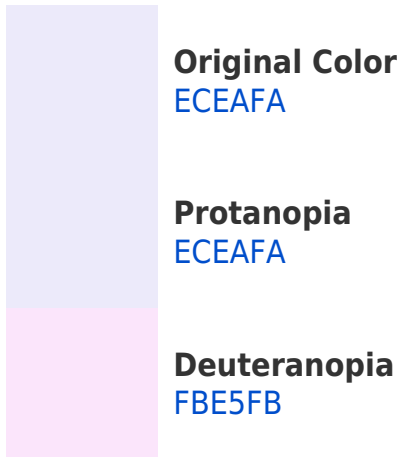 Original Color
ECEAFA
Protanopia
ECEAFA
Deuteranopia
FBE5FB